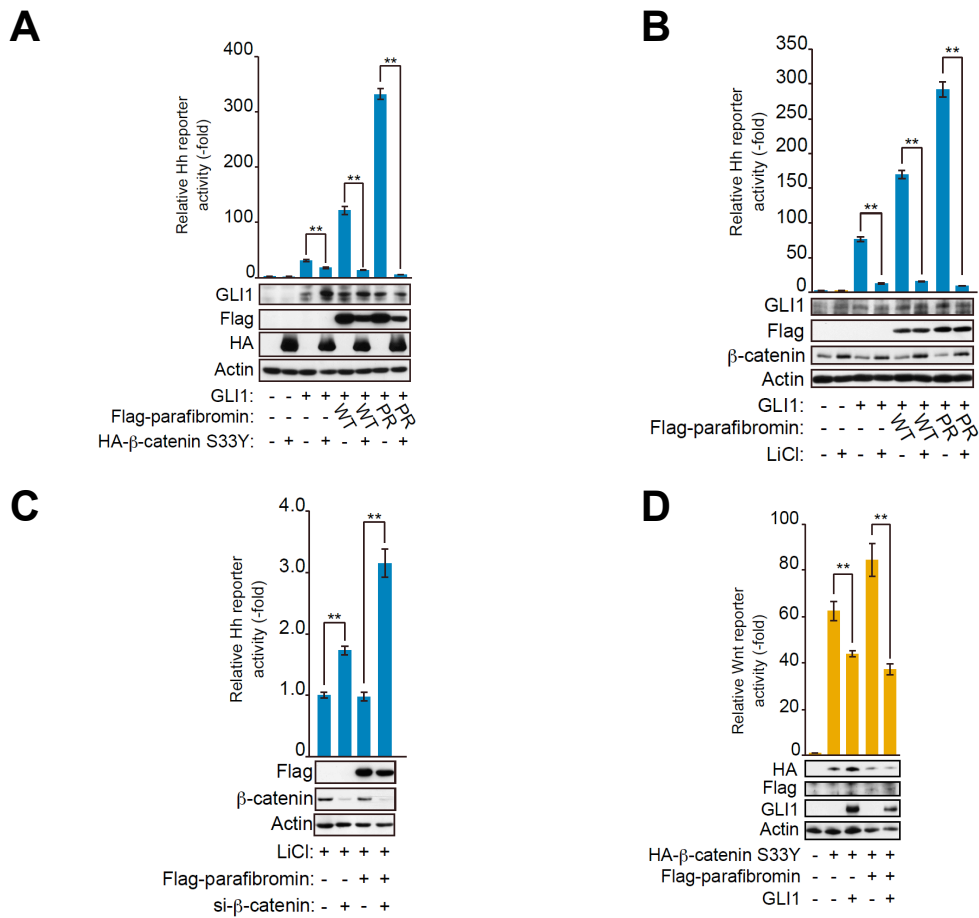 A
Relative Hh reporter
activity (-fold)
400
300
200
100
0
** ** **
GLI1
Flag
HA
Actin
GLI1: - - + + + + + +
Flag-parafibromin: - - - - WT WT PR PR
HA-β-catenin S33Y: - + - + - + - +
B
Relative Hh reporter
activity (-fold)
350
300
250
200
150
100
50
0
** ** **
GLI1
Flag
β-catenin
Actin
GLI1: - - + + + + + +
Flag-parafibromin: - - - - WT WT PR PR
LiCl: - + - + - + - +
C
Relative Hh reporter
activity (-fold)
4.0
3.0
2.0
1.0
0
** **
Flag
β-catenin
Actin
LiCl: + + + +
Flag-parafibromin: - - + +
si-β-catenin: - + - +
D
Relative Wnt reporter
activity (-fold)
100
80
60
40
20
0
** **
HA
Flag
GLI1
Actin
HA-β-catenin S33Y - + + + +
Flag-parafibromin - - - + +
GLI1 - - + - +